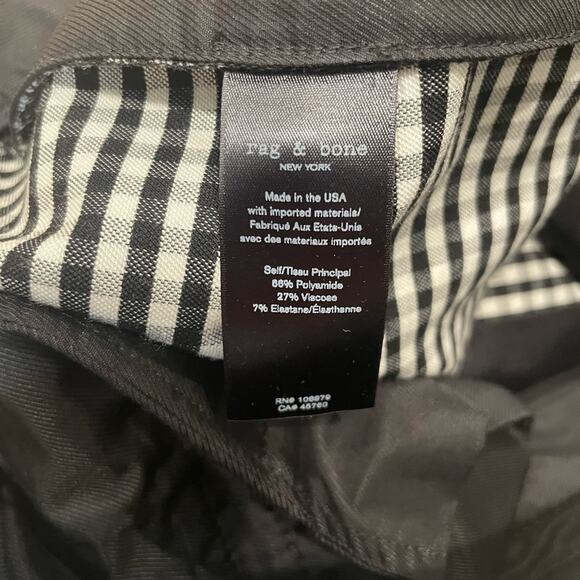 rag & bone
NEW YORK
Made in the USA
with imported materials/
Fabriqué Aux Etats-Unis
avec des materiaux importés
Self/Tissu Principal
66% Polyamide
27% Viscose
7% Elastane/Élasthanne
RN# 106979
CA# 45760